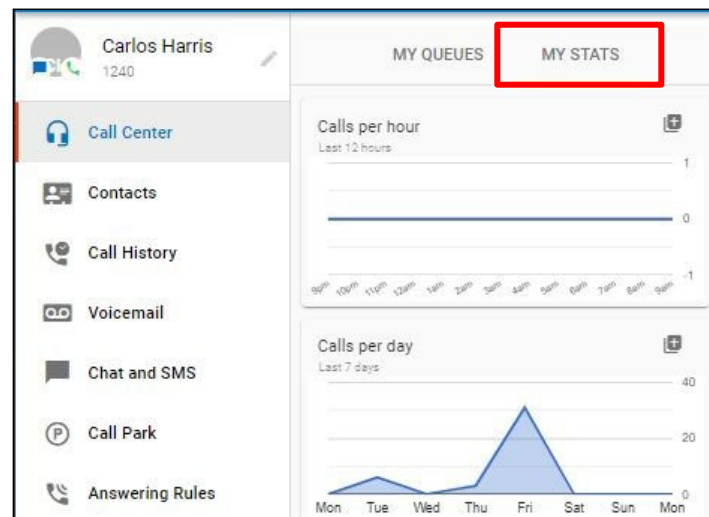 Carlos Harris
1240
MY QUEUES MY STATS
Call Center
Contacts
Call History
Voicemail
Chat and SMS
Call Park
Answering Rules
Calls per hour
Last 12 hours
1
0
-1
9pm 10pm 11pm 12am 1am 2am 3am 4am 5am 6am 7am 8am 9am
Calls per day
Last 7 days
40
20
0
Mon Tue Wed Thu Fri Sat Sun Mon